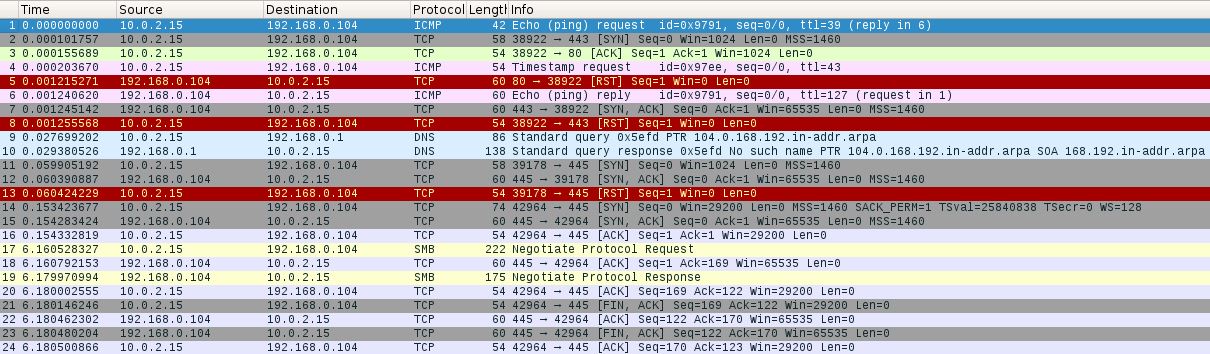 Time Source Destination Protocol Length Info
1 0.000000000 10.0.2.15 192.168.0.104 ICMP 42 Echo (ping) request id=0x9791, seq=0/0, ttl=39 (reply in 6)
2 0.000101757 10.0.2.15 192.168.0.104 TCP 58 38922 → 443 [SYN] Seq=0 Win=1024 Len=0 MSS=1460
3 0.000155689 10.0.2.15 192.168.0.104 TCP 54 38922 → 80 [ACK] Seq=1 Ack=1 Win=1024 Len=0
4 0.000203670 10.0.2.15 192.168.0.104 ICMP 54 Timestamp request id=0x97ee, seq=0/0, ttl=43
5 0.001215271 192.168.0.104 10.0.2.15 TCP 60 80 → 38922 [RST] Seq=1 Win=0 Len=0
6 0.001240620 192.168.0.104 10.0.2.15 ICMP 60 Echo (ping) reply id=0x9791, seq=0/0, ttl=127 (request in 1)
7 0.001245142 192.168.0.104 10.0.2.15 TCP 60 443 → 38922 [SYN, ACK] Seq=0 Ack=1 Win=65535 Len=0 MSS=1460
8 0.001255568 10.0.2.15 192.168.0.104 TCP 54 38922 → 443 [RST] Seq=1 Win=0 Len=0
9 0.027699202 10.0.2.15 192.168.0.1 DNS 86 Standard query 0x5efd PTR 104.0.168.192.in-addr.arpa
10 0.029380526 192.168.0.1 10.0.2.15 DNS 138 Standard query response 0x5efd No such name PTR 104.0.168.192.in-addr.arpa SOA 168.192.in-addr.arpa
11 0.059905192 10.0.2.15 192.168.0.104 TCP 58 39178 → 445 [SYN] Seq=0 Win=1024 Len=0 MSS=1460
12 0.060390887 192.168.0.104 10.0.2.15 TCP 60 445 → 39178 [SYN, ACK] Seq=0 Ack=1 Win=65535 Len=0 MSS=1460
13 0.060424229 10.0.2.15 192.168.0.104 TCP 54 39178 → 445 [RST] Seq=1 Win=0 Len=0
14 0.153423677 10.0.2.15 192.168.0.104 TCP 74 42964 → 445 [SYN] Seq=0 Win=29200 Len=0 MSS=1460 SACK_PERM=1 TSval=25840838 TSecr=0 WS=128
15 0.154283424 192.168.0.104 10.0.2.15 TCP 60 445 → 42964 [SYN, ACK] Seq=0 Ack=1 Win=65535 Len=0 MSS=1460
16 0.154332819 10.0.2.15 192.168.0.104 TCP 54 42964 → 445 [ACK] Seq=1 Ack=1 Win=29200 Len=0
17 6.160528327 10.0.2.15 192.168.0.104 SMB 222 Negotiate Protocol Request
18 6.160792153 192.168.0.104 10.0.2.15 TCP 60 445 → 42964 [ACK] Seq=1 Ack=169 Win=65535 Len=0
19 6.179970994 192.168.0.104 10.0.2.15 SMB 175 Negotiate Protocol Response
20 6.180002555 10.0.2.15 192.168.0.104 TCP 54 42964 → 445 [ACK] Seq=169 Ack=122 Win=29200 Len=0
21 6.180146246 10.0.2.15 192.168.0.104 TCP 54 42964 → 445 [FIN, ACK] Seq=169 Ack=122 Win=29200 Len=0
22 6.180462302 192.168.0.104 10.0.2.15 TCP 60 445 → 42964 [ACK] Seq=122 Ack=170 Win=65535 Len=0
23 6.180480204 192.168.0.104 10.0.2.15 TCP 60 445 → 42964 [FIN, ACK] Seq=122 Ack=170 Win=65535 Len=0
24 6.180500866 10.0.2.15 192.168.0.104 TCP 54 42964 → 445 [ACK] Seq=170 Ack=123 Win=29200 Len=0